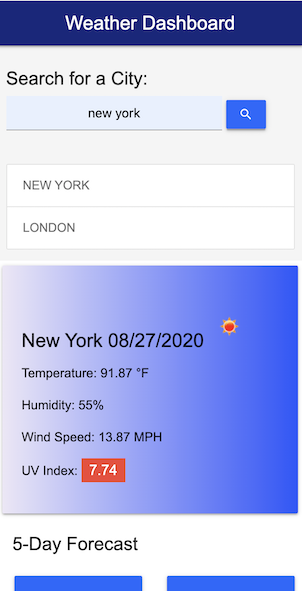 Weather Dashboard
Search for a City:
new york
NEW YORK
LONDON
New York 08/27/2020
Temperature: 91.87 °F
Humidity: 55%
Wind Speed: 13.87 MPH
UV Index: 7.74
5-Day Forecast